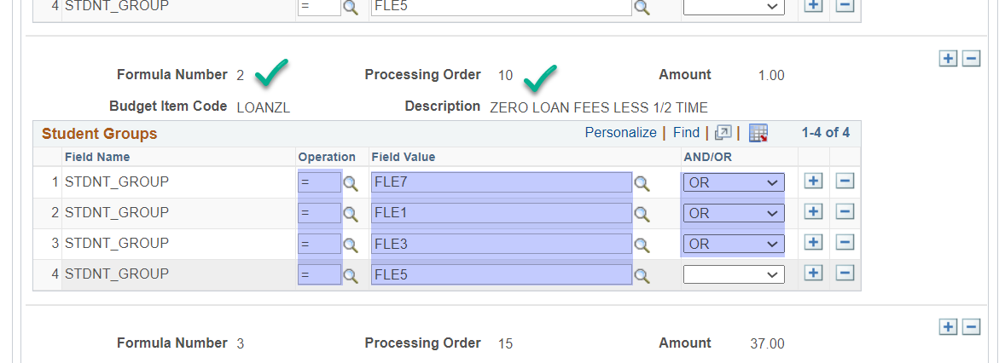 4 STDNT_GROUP = FLE5
Formula Number 2 Processing Order 10 Amount 1.00
Budget Item Code LOANZL Description ZERO LOAN FEES LESS 1/2 TIME
Student Groups Personalize | Find | | 1-4 of 4
Field Name Operation Field Value AND/OR
1 STDNT_GROUP = FLE7 OR
2 STDNT_GROUP = FLE1 OR
3 STDNT_GROUP = FLE3 OR
4 STDNT_GROUP = FLE5
Formula Number 3 Processing Order 15 Amount 37.00